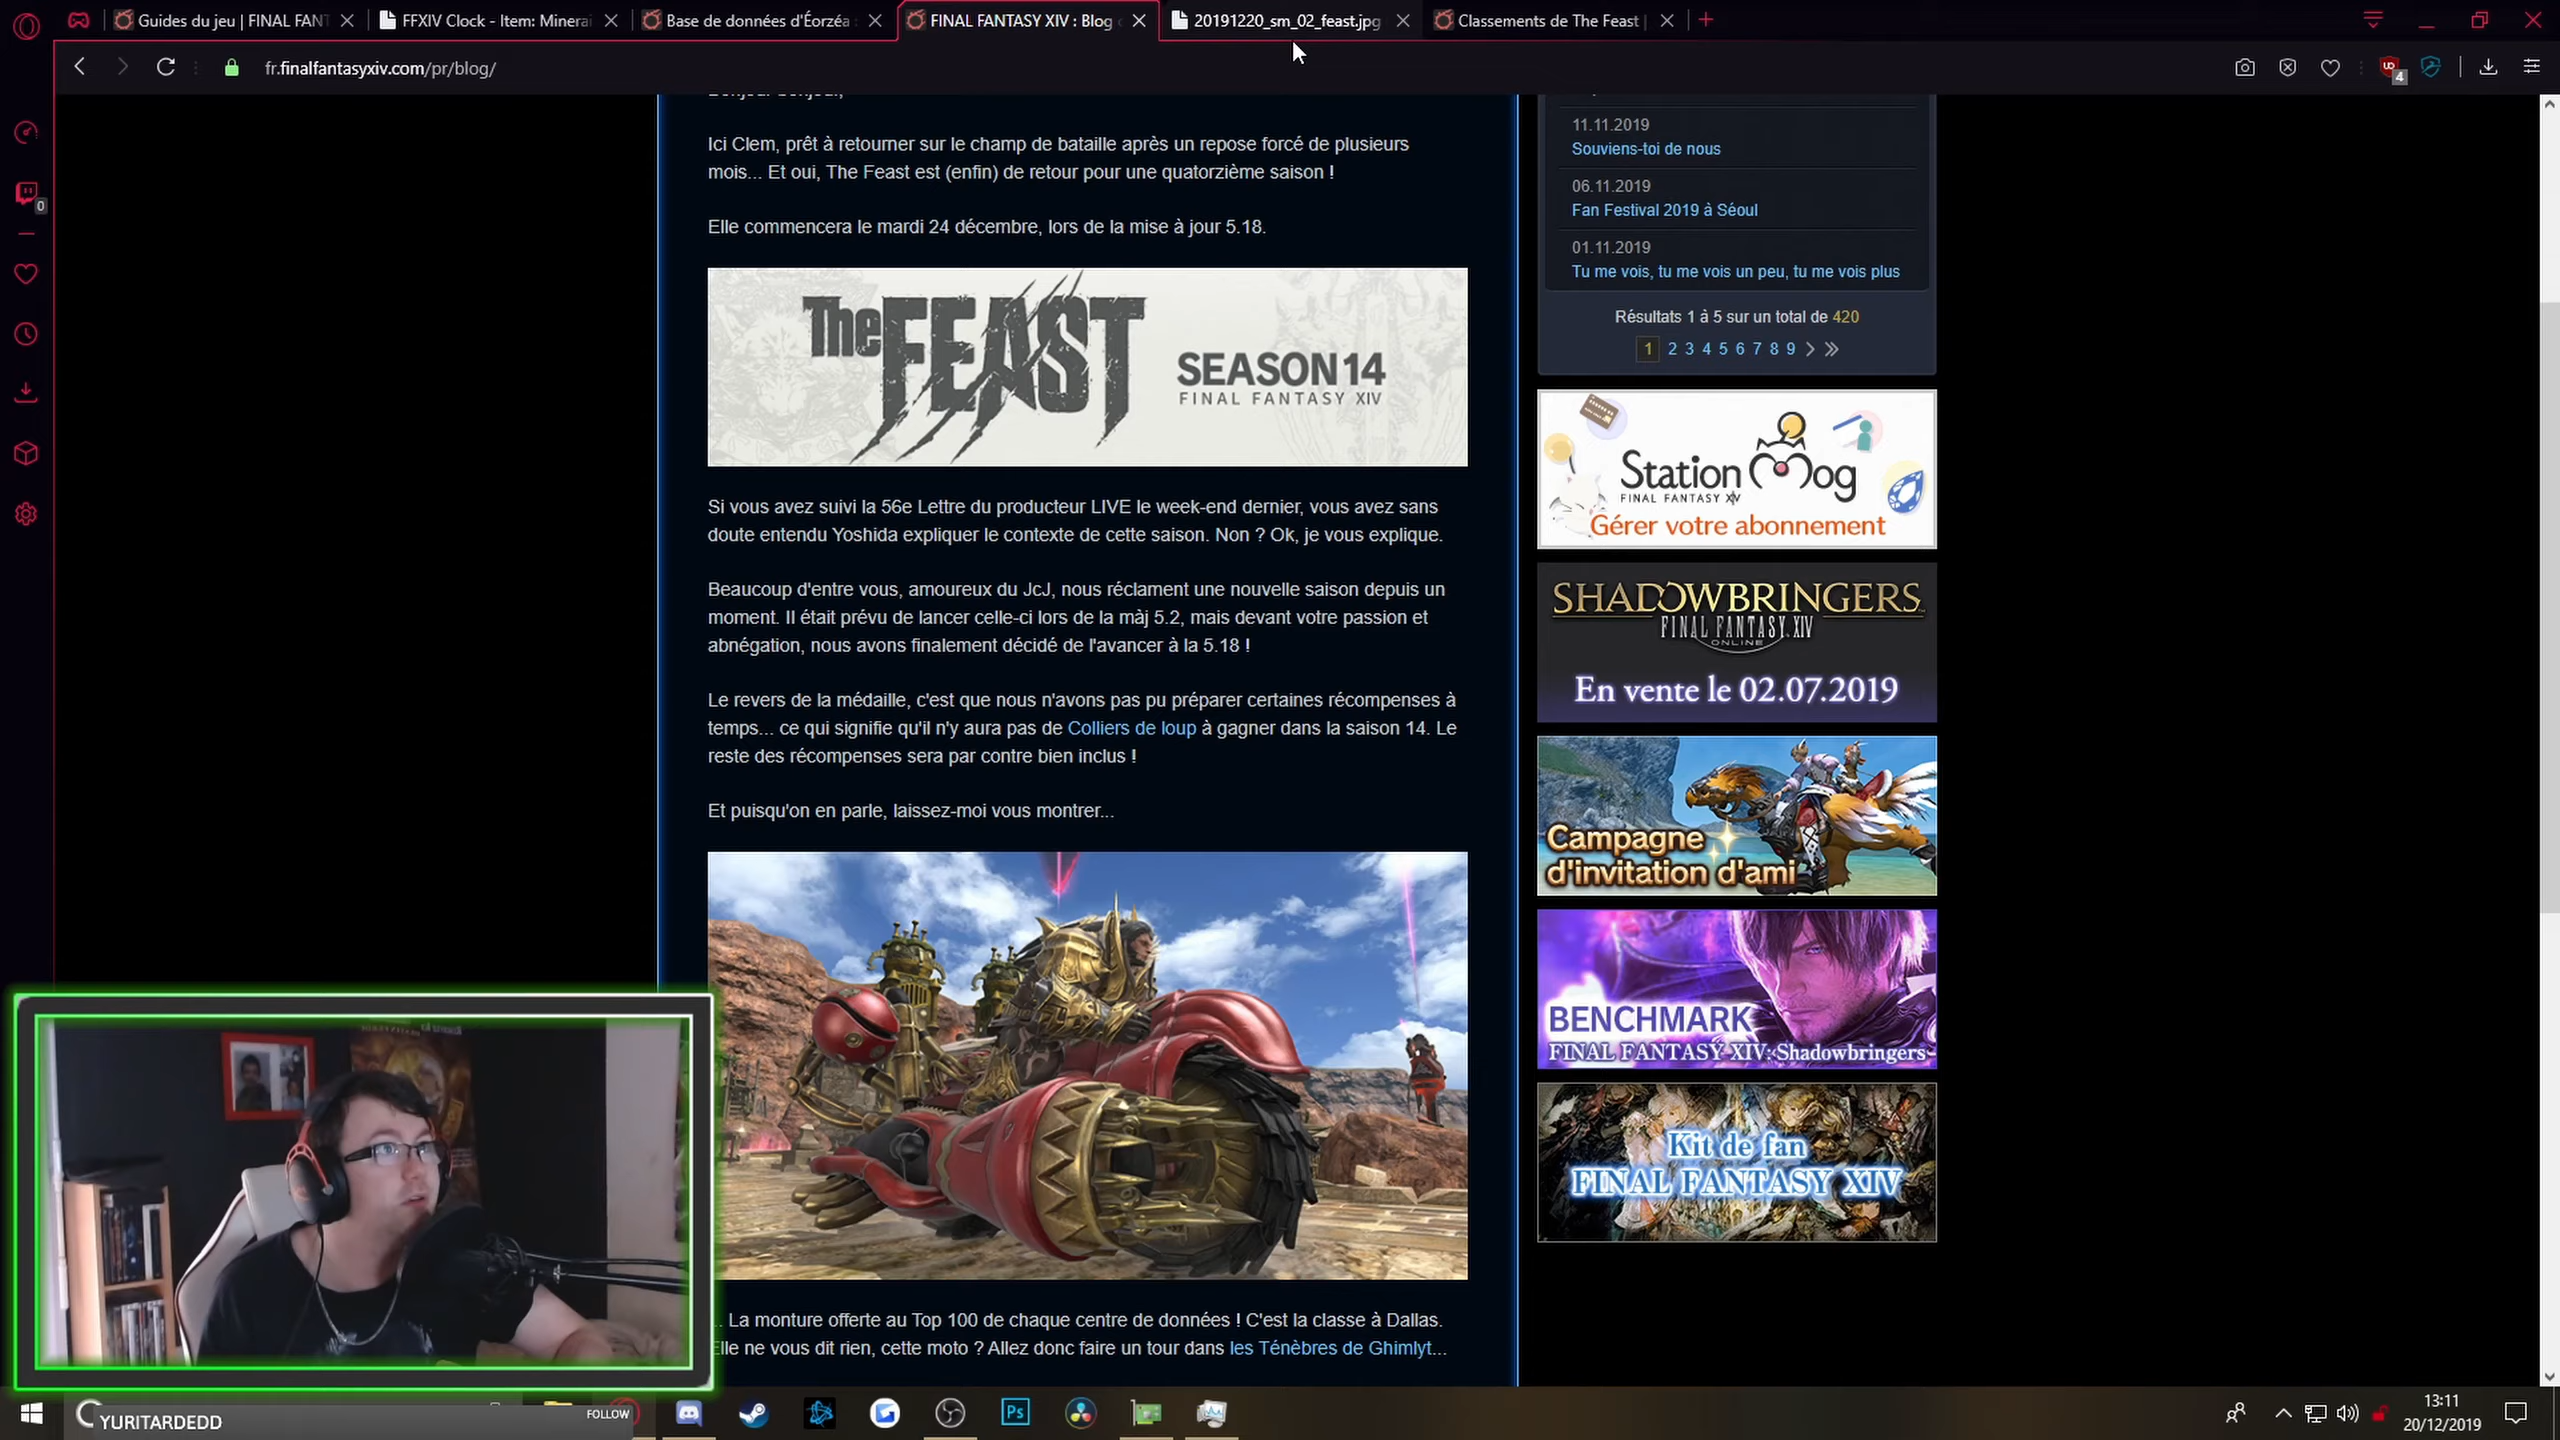 Guides du jeu | FINAL FANT
FFXIV Clock - Item: Minerai
Base de données d'Éorzéa
FINAL FANTASY XIV : Blog
20191220_sm_02_feast.jpg
Classements de The Feast |
fr.finalfantasyxiv.com/pr/blog/
4
0
Ici Clem, prêt à retourner sur le champ de bataille après un repose forcé de plusieurs
mois... Et oui, The Feast est (enfin) de retour pour une quatorzième saison !
Elle commencera le mardi 24 décembre, lors de la mise à jour 5.18.
The FEAST
SEASON 14
FINAL FANTASY XIV
Si vous avez suivi la 56e Lettre du producteur LIVE le week-end dernier, vous avez sans
doute entendu Yoshida expliquer le contexte de cette saison. Non ? Ok, je vous explique.
Beaucoup d'entre vous, amoureux du JcJ, nous réclament une nouvelle saison depuis un
moment. Il était prévu de lancer celle-ci lors de la màj 5.2, mais devant votre passion et
abnégation, nous avons finalement décidé de l'avancer à la 5.18 !
Le revers de la médaille, c'est que nous n'avons pas pu préparer certaines récompenses à
temps... ce qui signifie qu'il n'y aura pas de Colliers de loup à gagner dans la saison 14. Le
reste des récompenses sera par contre bien inclus !
Et puisqu'on en parle, laissez-moi vous montrer...
.. La monture offerte au Top 100 de chaque centre de données ! C'est la classe à Dallas.
Elle ne vous dit rien, cette moto ? Allez donc faire un tour dans les Ténèbres de Ghimlyt...
11.11.2019
Souviens-toi de nous
06.11.2019
Fan Festival 2019 à Séoul
01.11.2019
Tu me vois, tu me vois un peu, tu me vois plus
Résultats 1 à 5 sur un total de 420
1 2 3 4 5 6 7 8 9
Station Mog
FINAL FANTASY XIV
Gérer votre abonnement
SHADOWBRINGERS
FINAL FANTASY XIV
ONLINE
En vente le 02.07.2019
Campagne
d'invitation d'ami
BENCHMARK
FINAL FANTASY XIV: Shadowbringers
Kit de fan
FINAL FANTASY XIV
YURITARDEDD
FOLLOW
Ps
13:11
20/12/2019